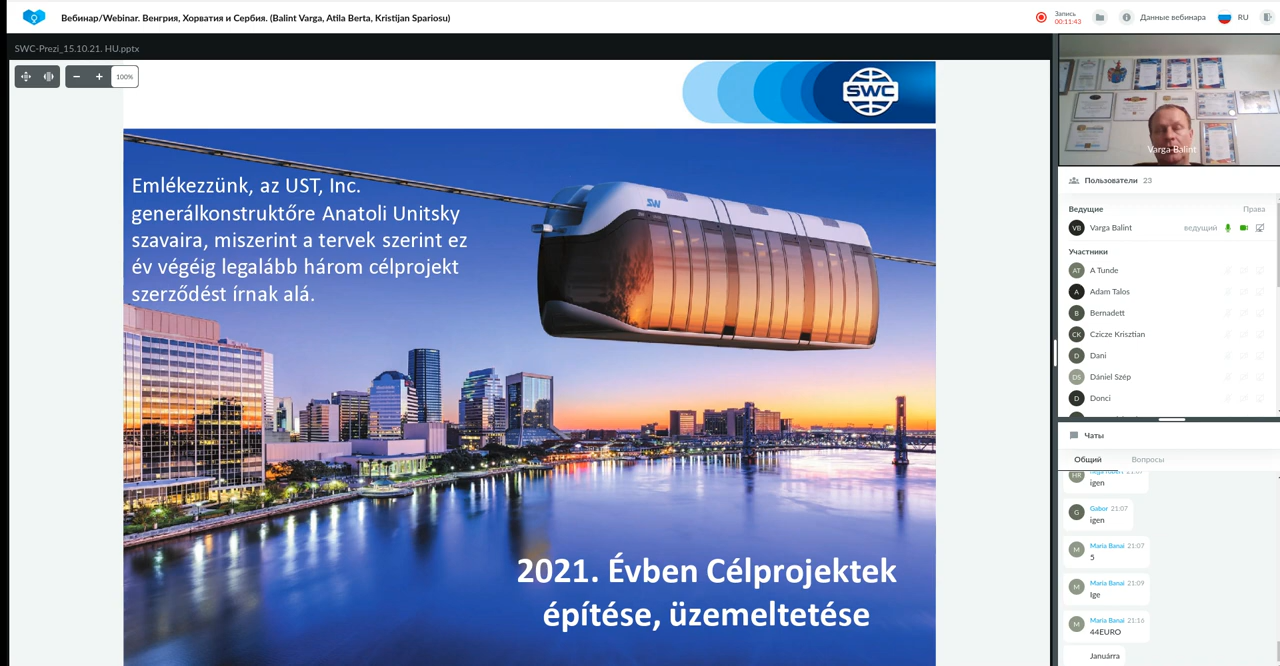 Вебинар/Webinar. Венгрия, Хорватия и Сербия. (Balint Varga, Atila Berta, Kristijan Spariosu)
Запись
00:11:43
Данные вебинара
RU
SWC-Prezi_15.10.21. HU.pptx
100%
SWC
Emlékezzünk, az UST, Inc.
generálkonstruktőre Anatoli Unitsky
szavaira, miszerint a tervek szerint ez
év végéig legalább három célprojekt
szerződést írnak alá.
SW
2021. Évben Célprojektek
építése, üzemeltetése
Varga Balint
Пользователи 23
Ведущие Права
VB Varga Balint ведущий
Участники
AT A Tunde
A Adam Talos
B Bernadett
CK Czicze Krisztian
D Dani
DS Dániel Szép
D Donci
Чаты
Общий Вопросы
igen
G Gabor 21:07
igen
M Maria Banai 21:07
5
M Maria Banai 21:09
Ige
M Maria Banai 21:16
44EURO
Januárra